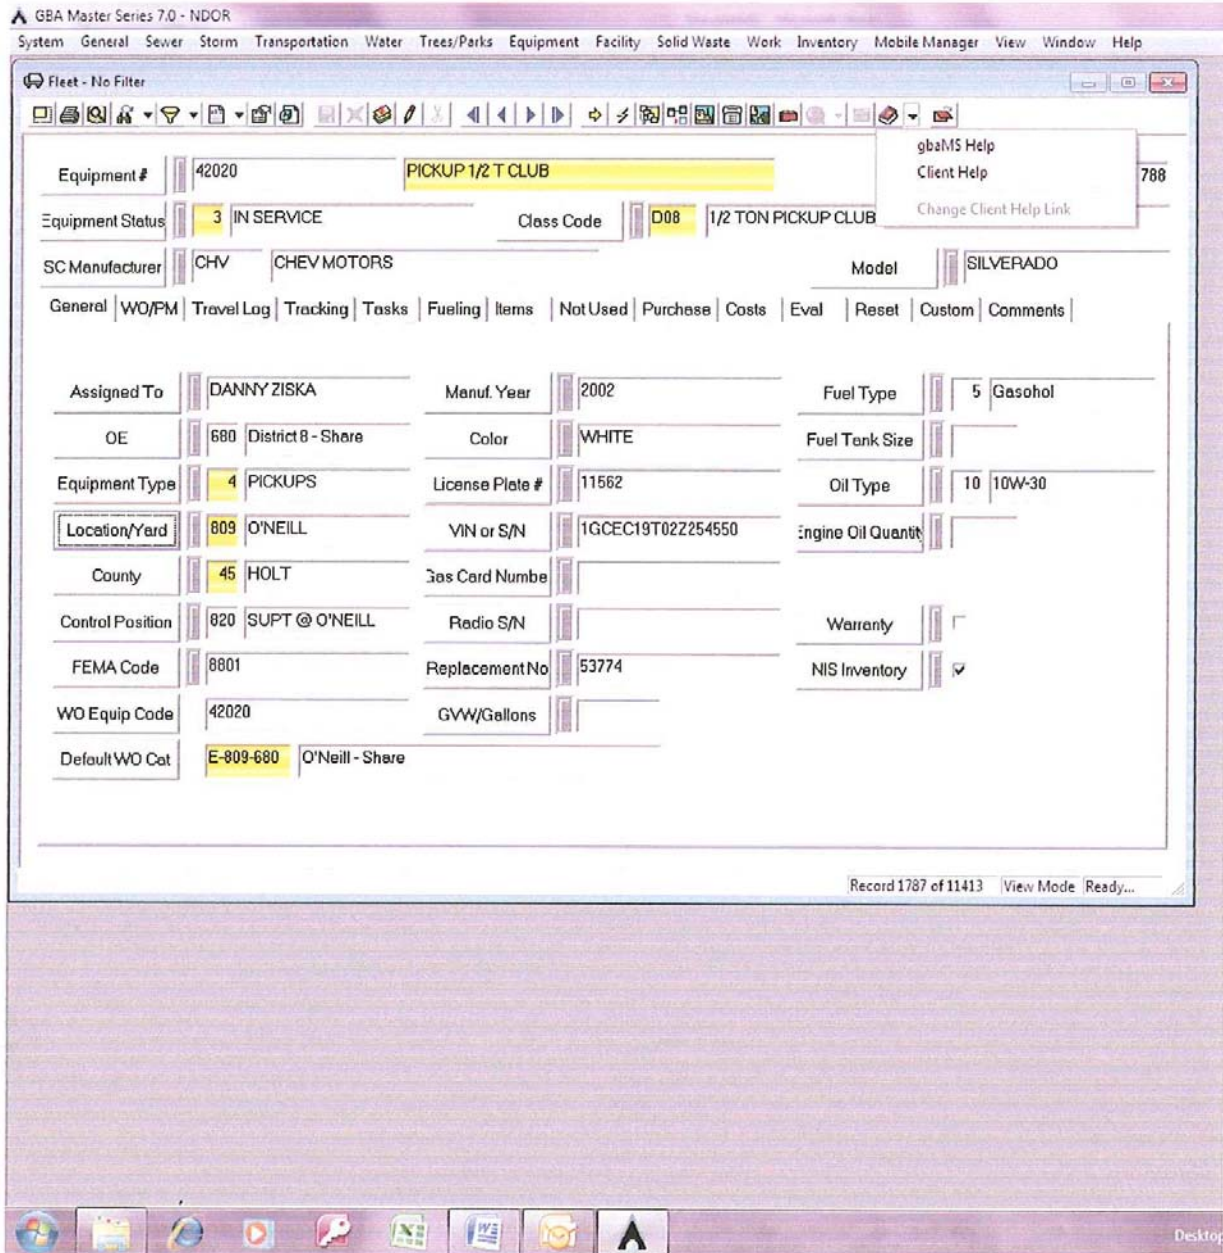 GBA Master Series 7.0 - NDOR
System General Sewer Storm Transportation Water Trees/Parks Equipment Facility Solid Waste Work Inventory Mobile Manager View Window Help
Fleet - No Filter
gbaMS Help
Client Help
Change Client Help Link
Equipment # 42020 PICKUP 1/2 T CLUB 788
Equipment Status 3 IN SERVICE Class Code D08 1/2 TON PICKUP CLUB
SC Manufacturer CHV CHEV MOTORS Model SILVERADO
General WO/PM Travel Log Tracking Tasks Fueling Items Not Used Purchase Costs Eval Reset Custom Comments
Assigned To DANNY ZISKA Manuf. Year 2002 Fuel Type 5 Gasohol
OE 680 District 8 - Share Color WHITE Fuel Tank Size
Equipment Type 4 PICKUPS License Plate # 11562 Oil Type 10 10W-30
Location/Yard 809 O'NEILL VIN or S/N 1GCEC19T02Z254550 Engine Oil Quantit
County 45 HOLT Gas Card Numbe
Control Position 820 SUPT @ O'NEILL Radio S/N Warranty
FEMA Code 8801 Replacement No 53774 NIS Inventory
WO Equip Code 42020 GVW/Gallons
Default WO Cat E-809-680 O'Neill - Share
Record 1787 of 11413 View Mode Ready...
Desktop